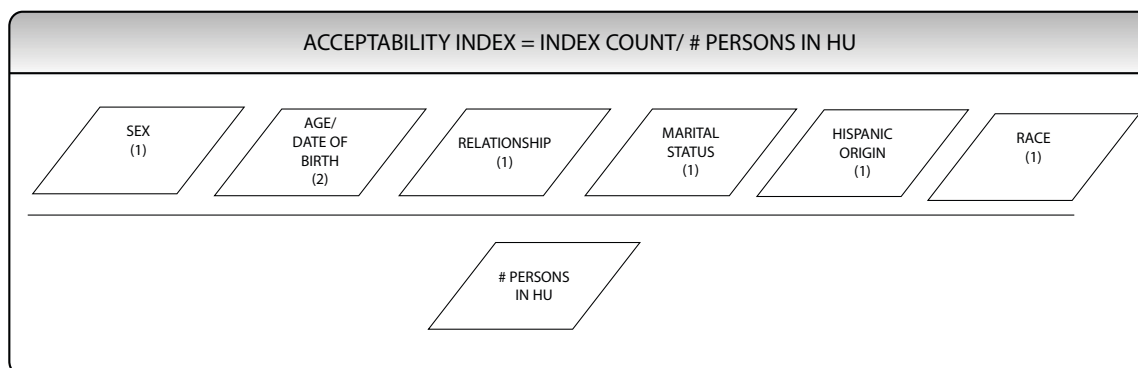 ACCEPTABILITY INDEX = INDEX COUNT/ # PERSONS IN HU
SEX
(1)
AGE/
DATE OF
BIRTH
(2)
RELATIONSHIP
(1)
MARITAL
STATUS
(1)
HISPANIC
ORIGIN
(1)
RACE
(1)
# PERSONS
IN HU